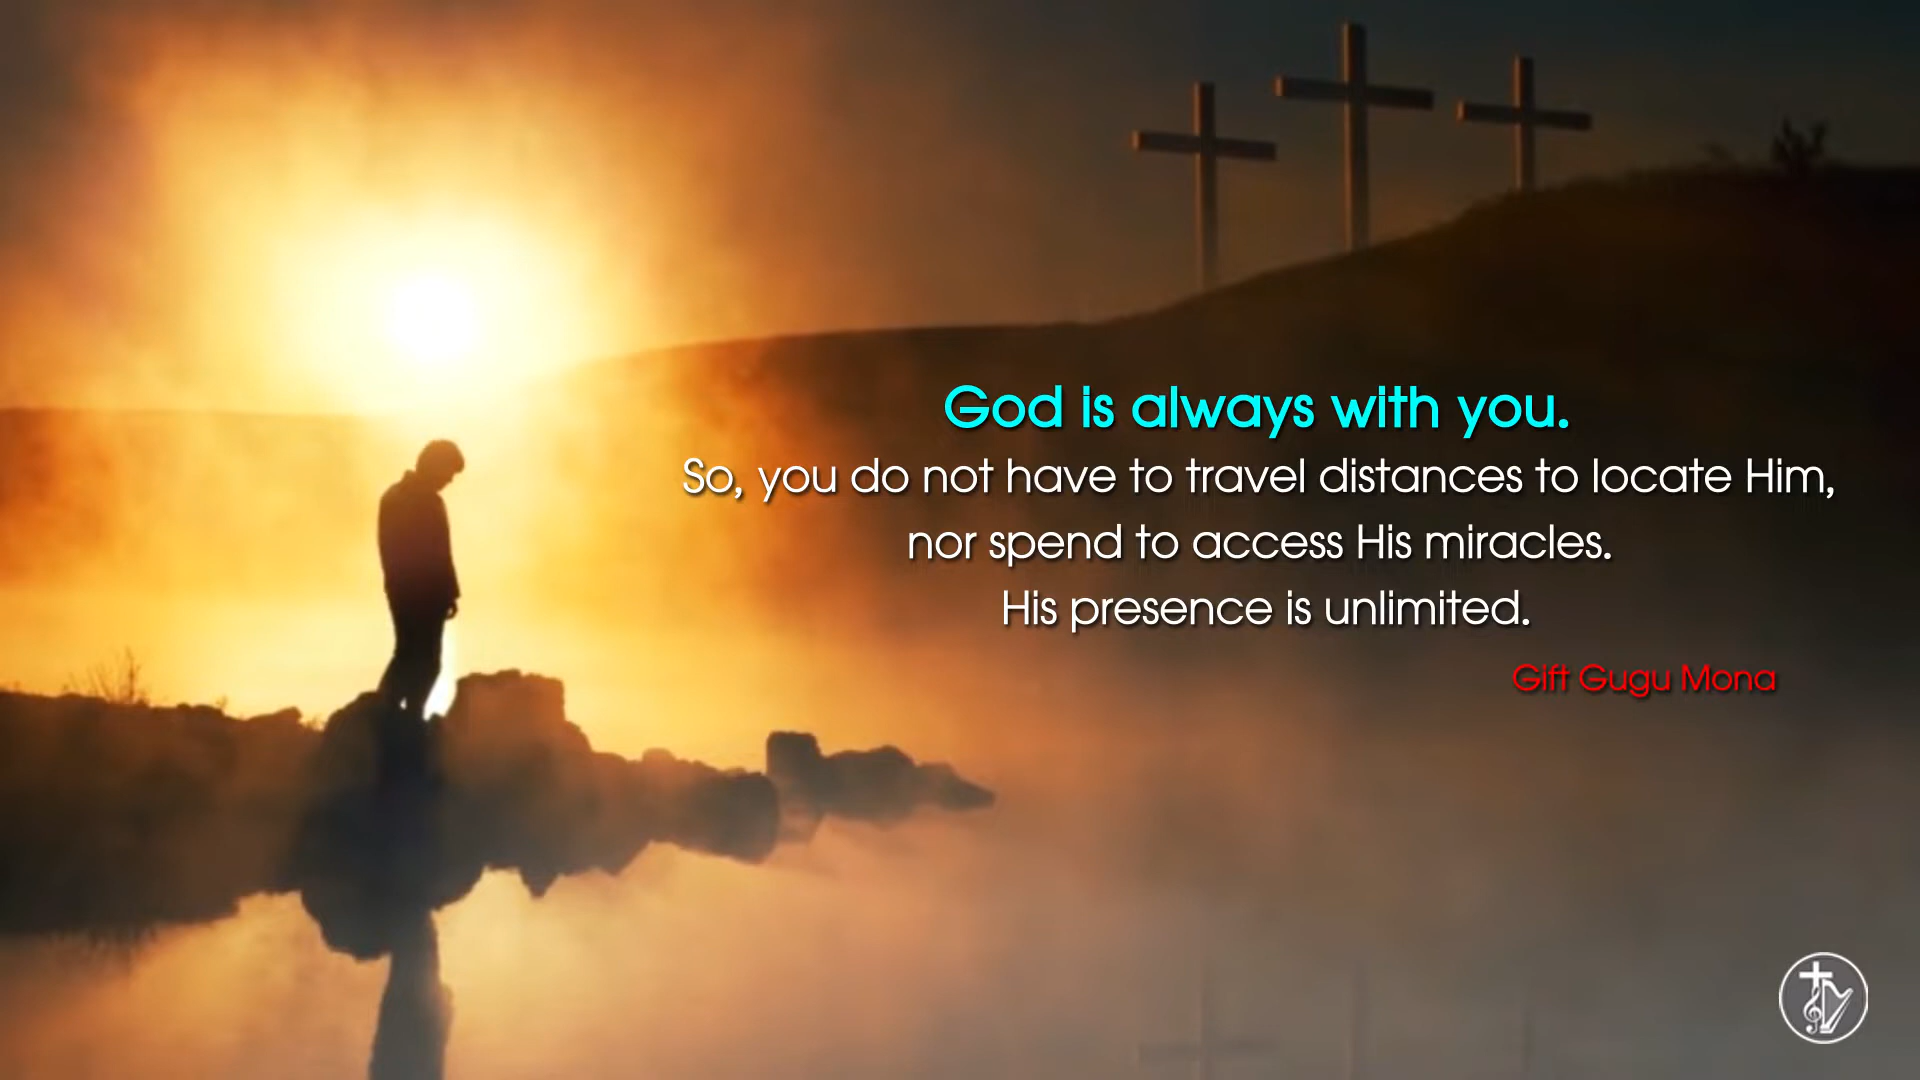 God is always with you.
So, you do not have to travel distances to locate Him,
nor spend to access His miracles.
His presence is unlimited.
Gift Gugu Mona